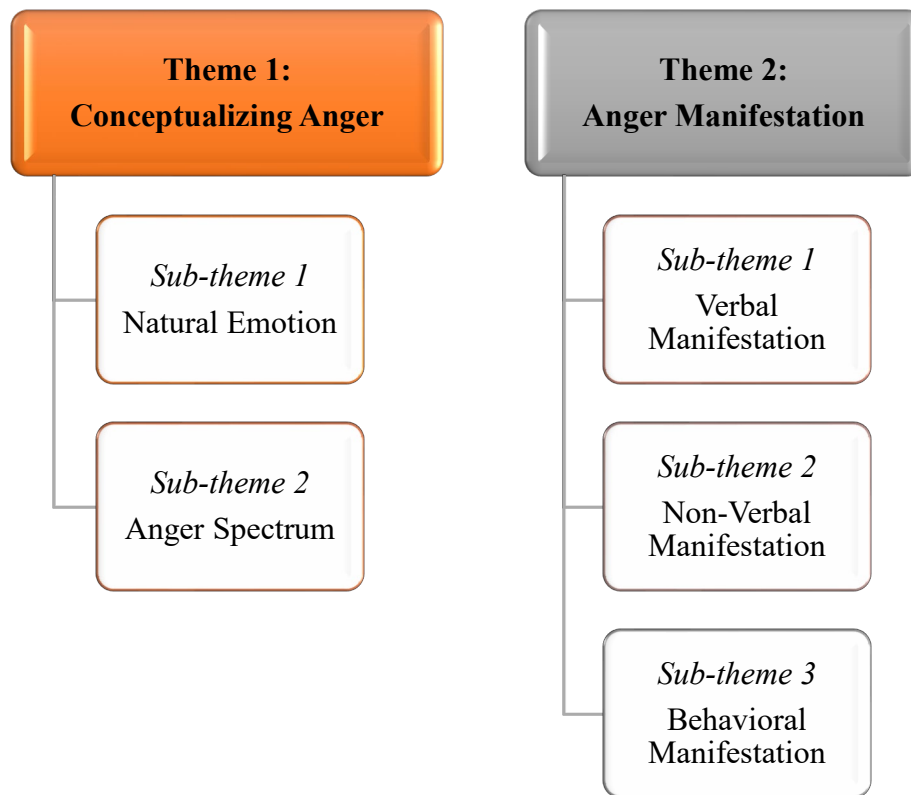 Theme 1:
Conceptualizing Anger
Sub-theme 1
Natural Emotion
Sub-theme 2
Anger Spectrum
Theme 2:
Anger Manifestation
Sub-theme 1
Verbal
Manifestation
Sub-theme 2
Non-Verbal
Manifestation
Sub-theme 3
Behavioral
Manifestation